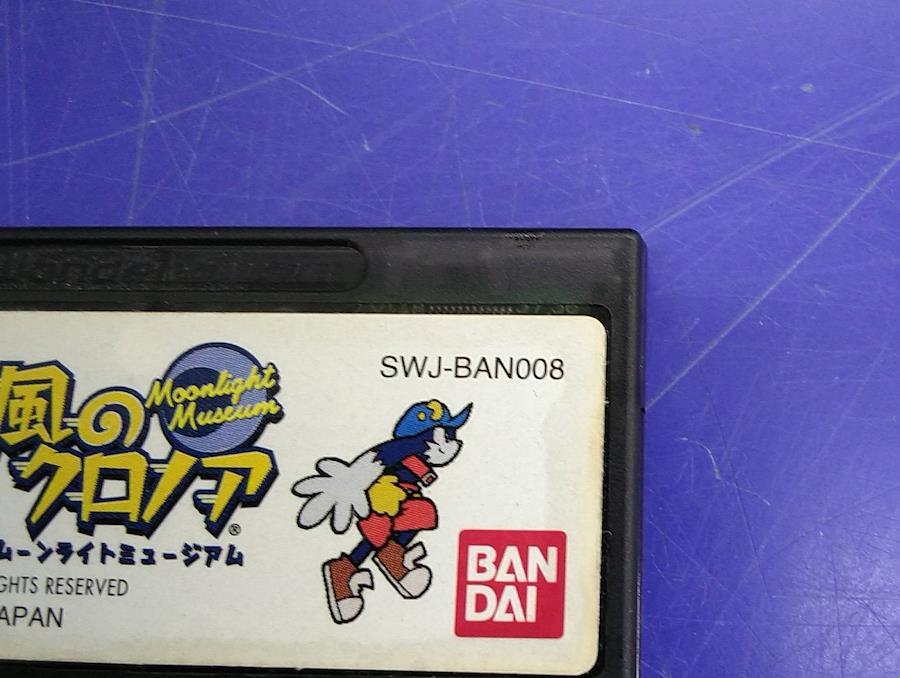 WonderSwan
SWJ-BAN008
風の
Moonlight
Museum
クロノア
®
ムーンライトミュージアム
GHTS RESERVED
APAN
BAN
DAI